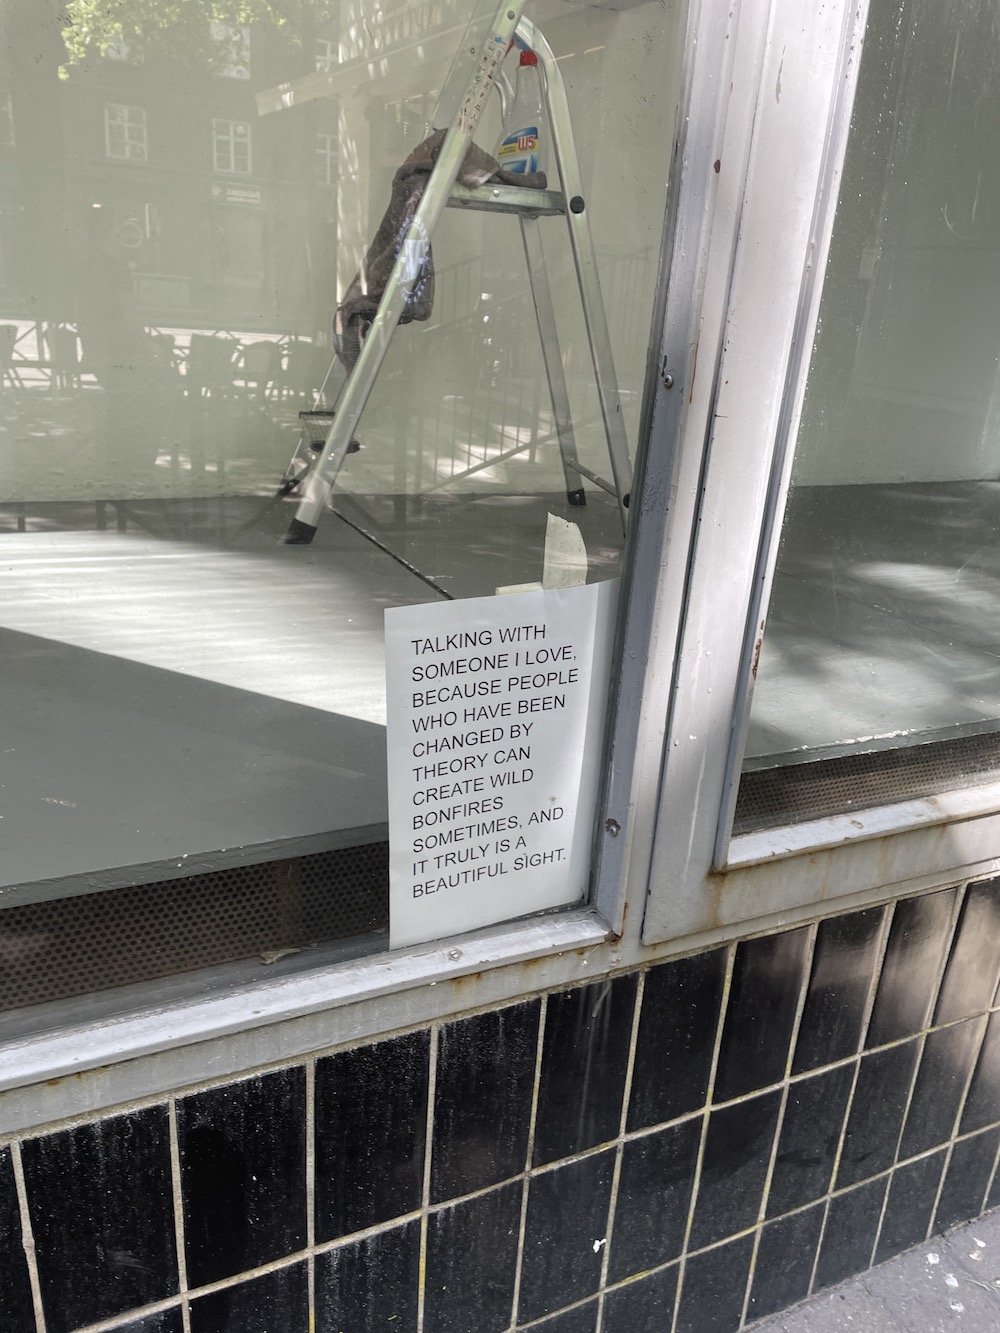 W5
TALKING WITH
SOMEONE I LOVE,
BECAUSE PEOPLE
WHO HAVE BEEN
CHANGED BY
THEORY CAN
CREATE WILD
BONFIRES
SOMETIMES, AND
IT TRULY IS A
BEAUTIFUL SIGHT.